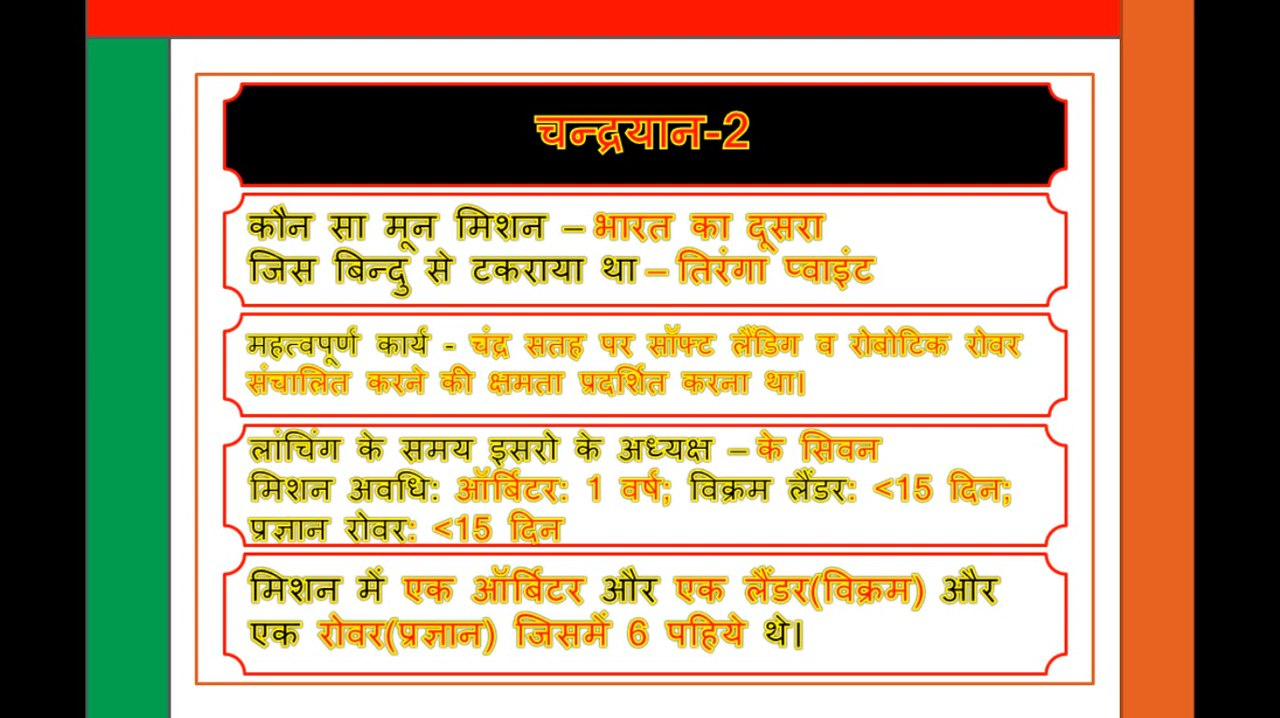 चन्द्रयान-2
कौन सा मून मिशन – भारत का दूसरा
जिस बिन्दु से टकराया था – तिरंगा प्वाइंट
महत्वपूर्ण कार्य - चंद्र सतह पर सॉफ्ट लैंडिग व रोबोटिक रोवर
संचालित करने की क्षमता प्रदर्शित करना था।
लांचिंग के समय इसरो के अध्यक्ष – के सिवन
मिशन अवधि: ऑर्बिटर: 1 वर्ष; विक्रम लैंडर: <15 दिन;
प्रज्ञान रोवर: <15 दिन
मिशन में एक ऑर्बिटर और एक लैंडर(विक्रम) और
एक रोवर(प्रज्ञान) जिसमें 6 पहिये थे।